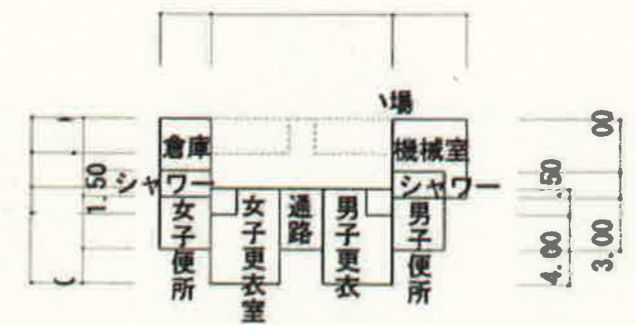 場
倉庫
機械室
シャワー
シャワー
女子便所
女子更衣室
通路
男子更衣
男子便所
1.50
.50
00
4.00
3.00